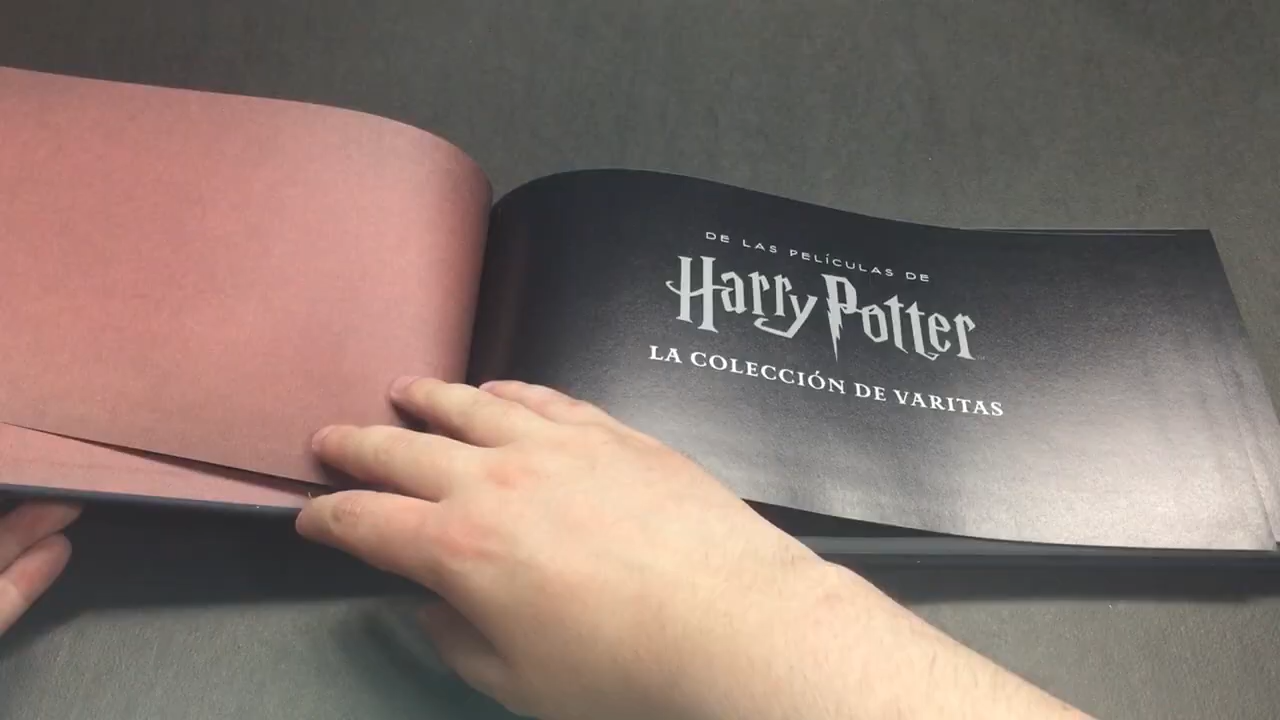 DE LAS PELÍCULAS DE
Harry Potter
LA COLECCIÓN DE VARITAS